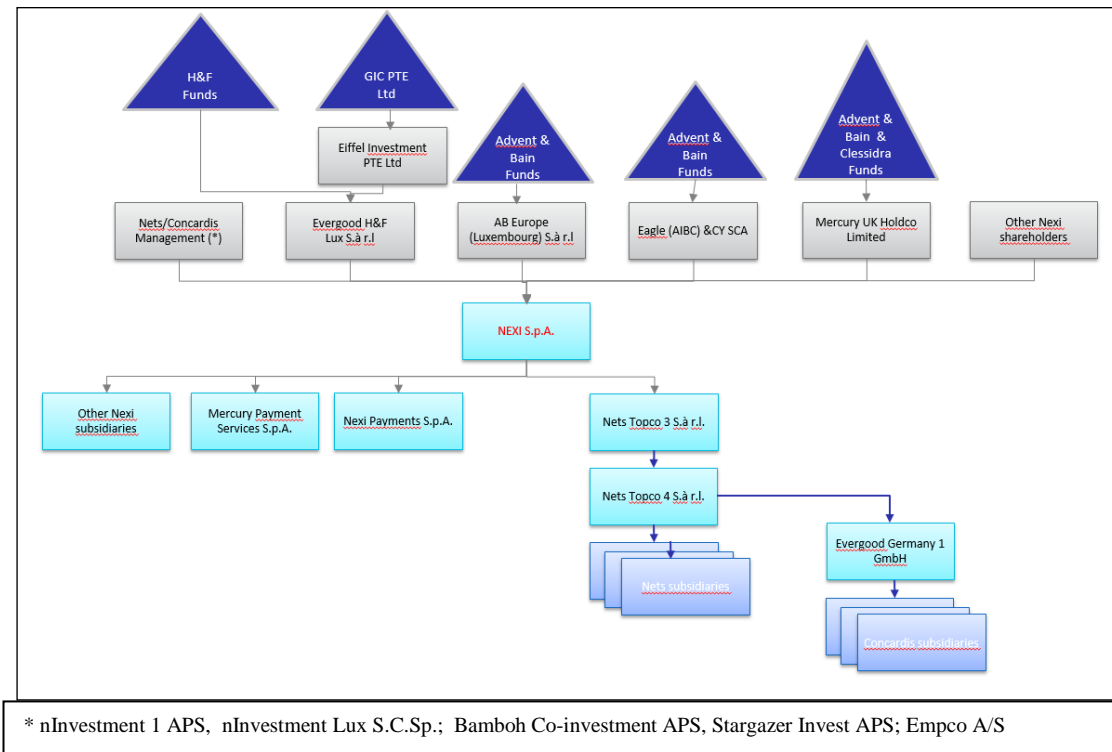 H&F
Funds
GIC PTE
Ltd
Advent &
Bain
Funds
Advent &
Bain
Funds
Advent &
Bain &
Clessidra
Funds
Eiffel Investment
PTE Ltd
Nets/Concardis
Management (*)
Evergood H&F
Lux S.à r.l
AB Europe
(Luxembourg) S.à r.l
Eagle (AIBC) &CY SCA
Mercury UK Holdco
Limited
Other Nexi
shareholders
NEXI S.p.A.
Other Nexi
subsidiaries
Mercury Payment
Services S.p.A.
Nexi Payments S.p.A.
Nets Topco 3 S.à r.l.
Nets Topco 4 S.à r.l.
Evergood Germany 1
GmbH
Nets subsidiaries
Concardis subsidiaries
* nInvestment 1 APS, nInvestment Lux S.C.Sp.; Bamboh Co-investment APS, Stargazer Invest APS; Empco A/S